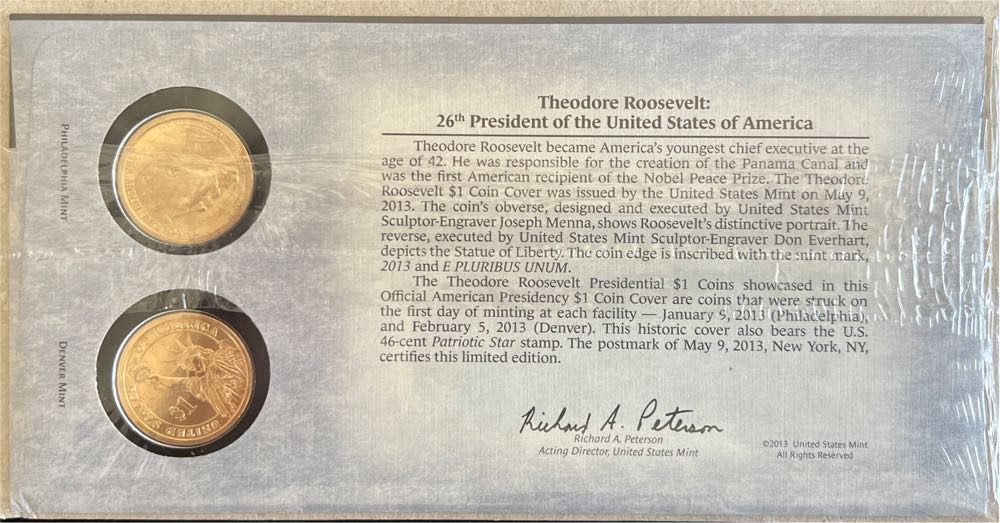 PHILADELPHIA MINT
DENVER MINT
OF AMERICA
UNITED STATES
$1
Theodore Roosevelt:
26th President of the United States of America
Theodore Roosevelt became America's youngest chief executive at the
age of 42. He was responsible for the creation of the Panama Canal and
was the first American recipient of the Nobel Peace Prize. The Theodore
Roosevelt $1 Coin Cover was issued by the United States Mint on May 9,
2013. The coin's obverse, designed and executed by United States Mint
Sculptor-Engraver Joseph Menna, shows Roosevelt's distinctive portrait. The
reverse, executed by United States Mint Sculptor-Engraver Don Everhart,
depicts the Statue of Liberty. The coin edge is inscribed with the mint mark,
2013 and E PLURIBUS UNUM.
The Theodore Roosevelt Presidential $1 Coins showcased in this
Official American Presidency $1 Coin Cover are coins that were struck on
the first day of minting at each facility — January 5, 2013 (Philadelphia),
and February 5, 2013 (Denver). This historic cover also bears the U.S.
46-cent Patriotic Star stamp. The postmark of May 9, 2013, New York, NY,
certifies this limited edition.
Richard A. Peterson
Richard A. Peterson
Acting Director, United States Mint
©2013 United States Mint
All Rights Reserved